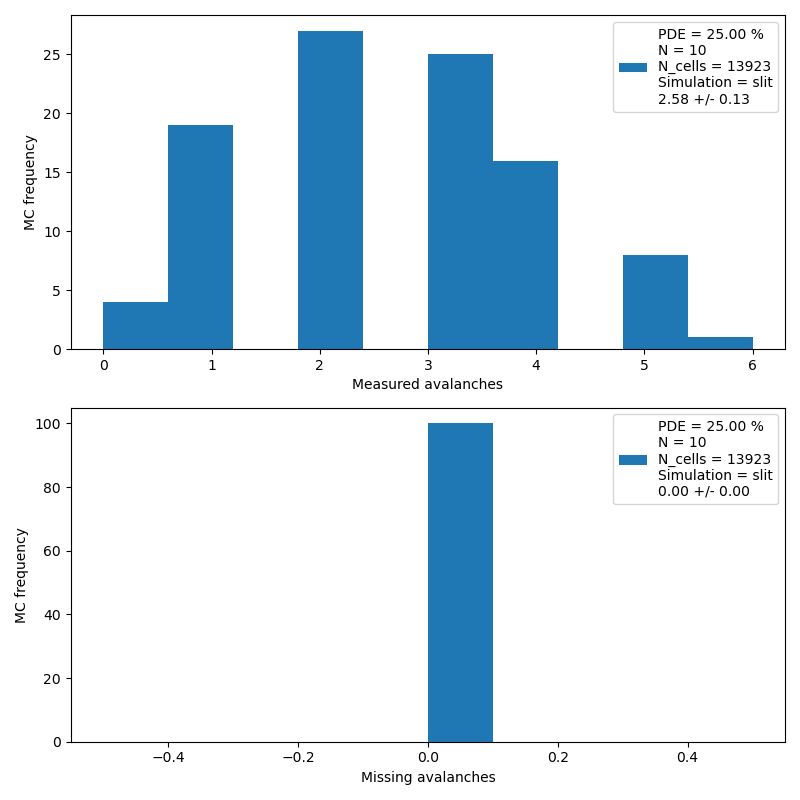 25
20
15
10
5
0
MC frequency
PDE = 25.00 %
N = 10
N_cells = 13923
Simulation = slit
2.58 +/- 0.13
0 1 2 3 4 5 6
Measured avalanches
100
80
60
40
20
0
MC frequency
PDE = 25.00 %
N = 10
N_cells = 13923
Simulation = slit
0.00 +/- 0.00
−0.4 −0.2 0.0 0.2 0.4
Missing avalanches